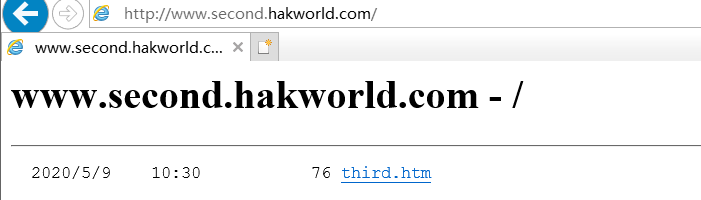 http://www.second.hakworld.com/
www.second.hakworld.c...
www.second.hakworld.com - /
2020/5/9 10:30 76 third.htm